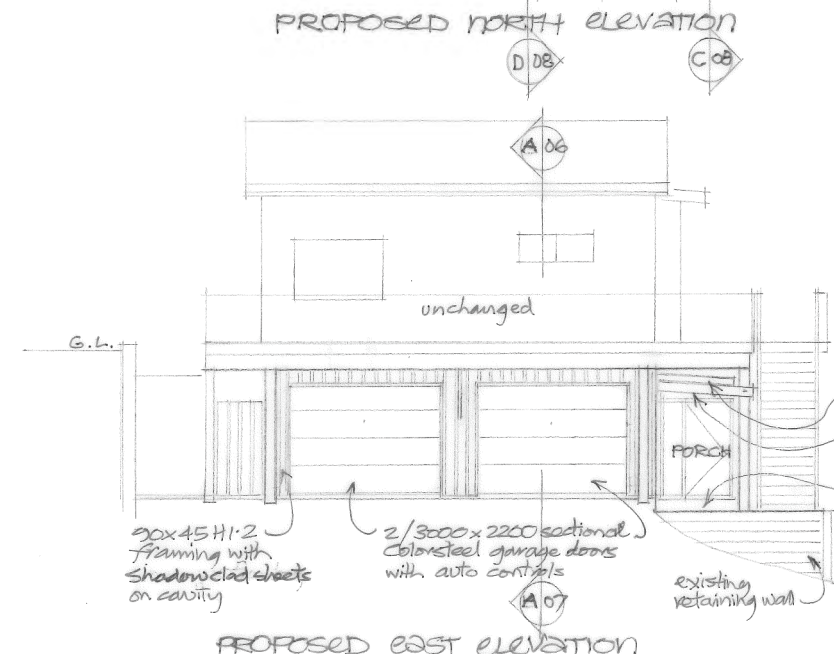 PROPOSED NORTH ELEVATION
D 08
C 08
A 06
unchanged
G.L.
PORCH
90x45 H1·2
framing with
Shadowclad sheets
on cavity
2/3000 x 2200 sectional
Colorsteel garage doors
with auto controls
existing
retaining wall
A 07
PROPOSED EAST ELEVATION